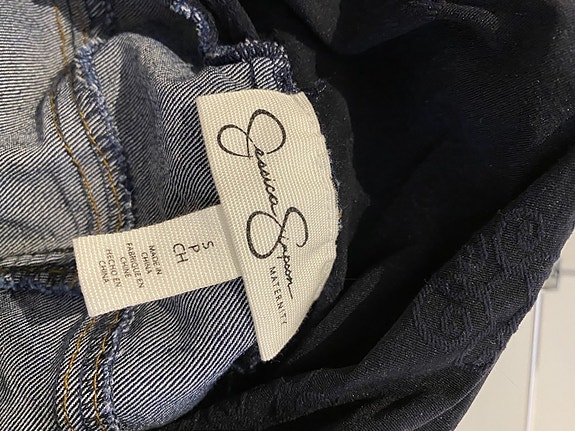 Jessica Simpson
MATERNITY
S
P
CH
MADE IN
CHINA
FABRIQUÉ EN
CHINE
HECHO EN
CHINA